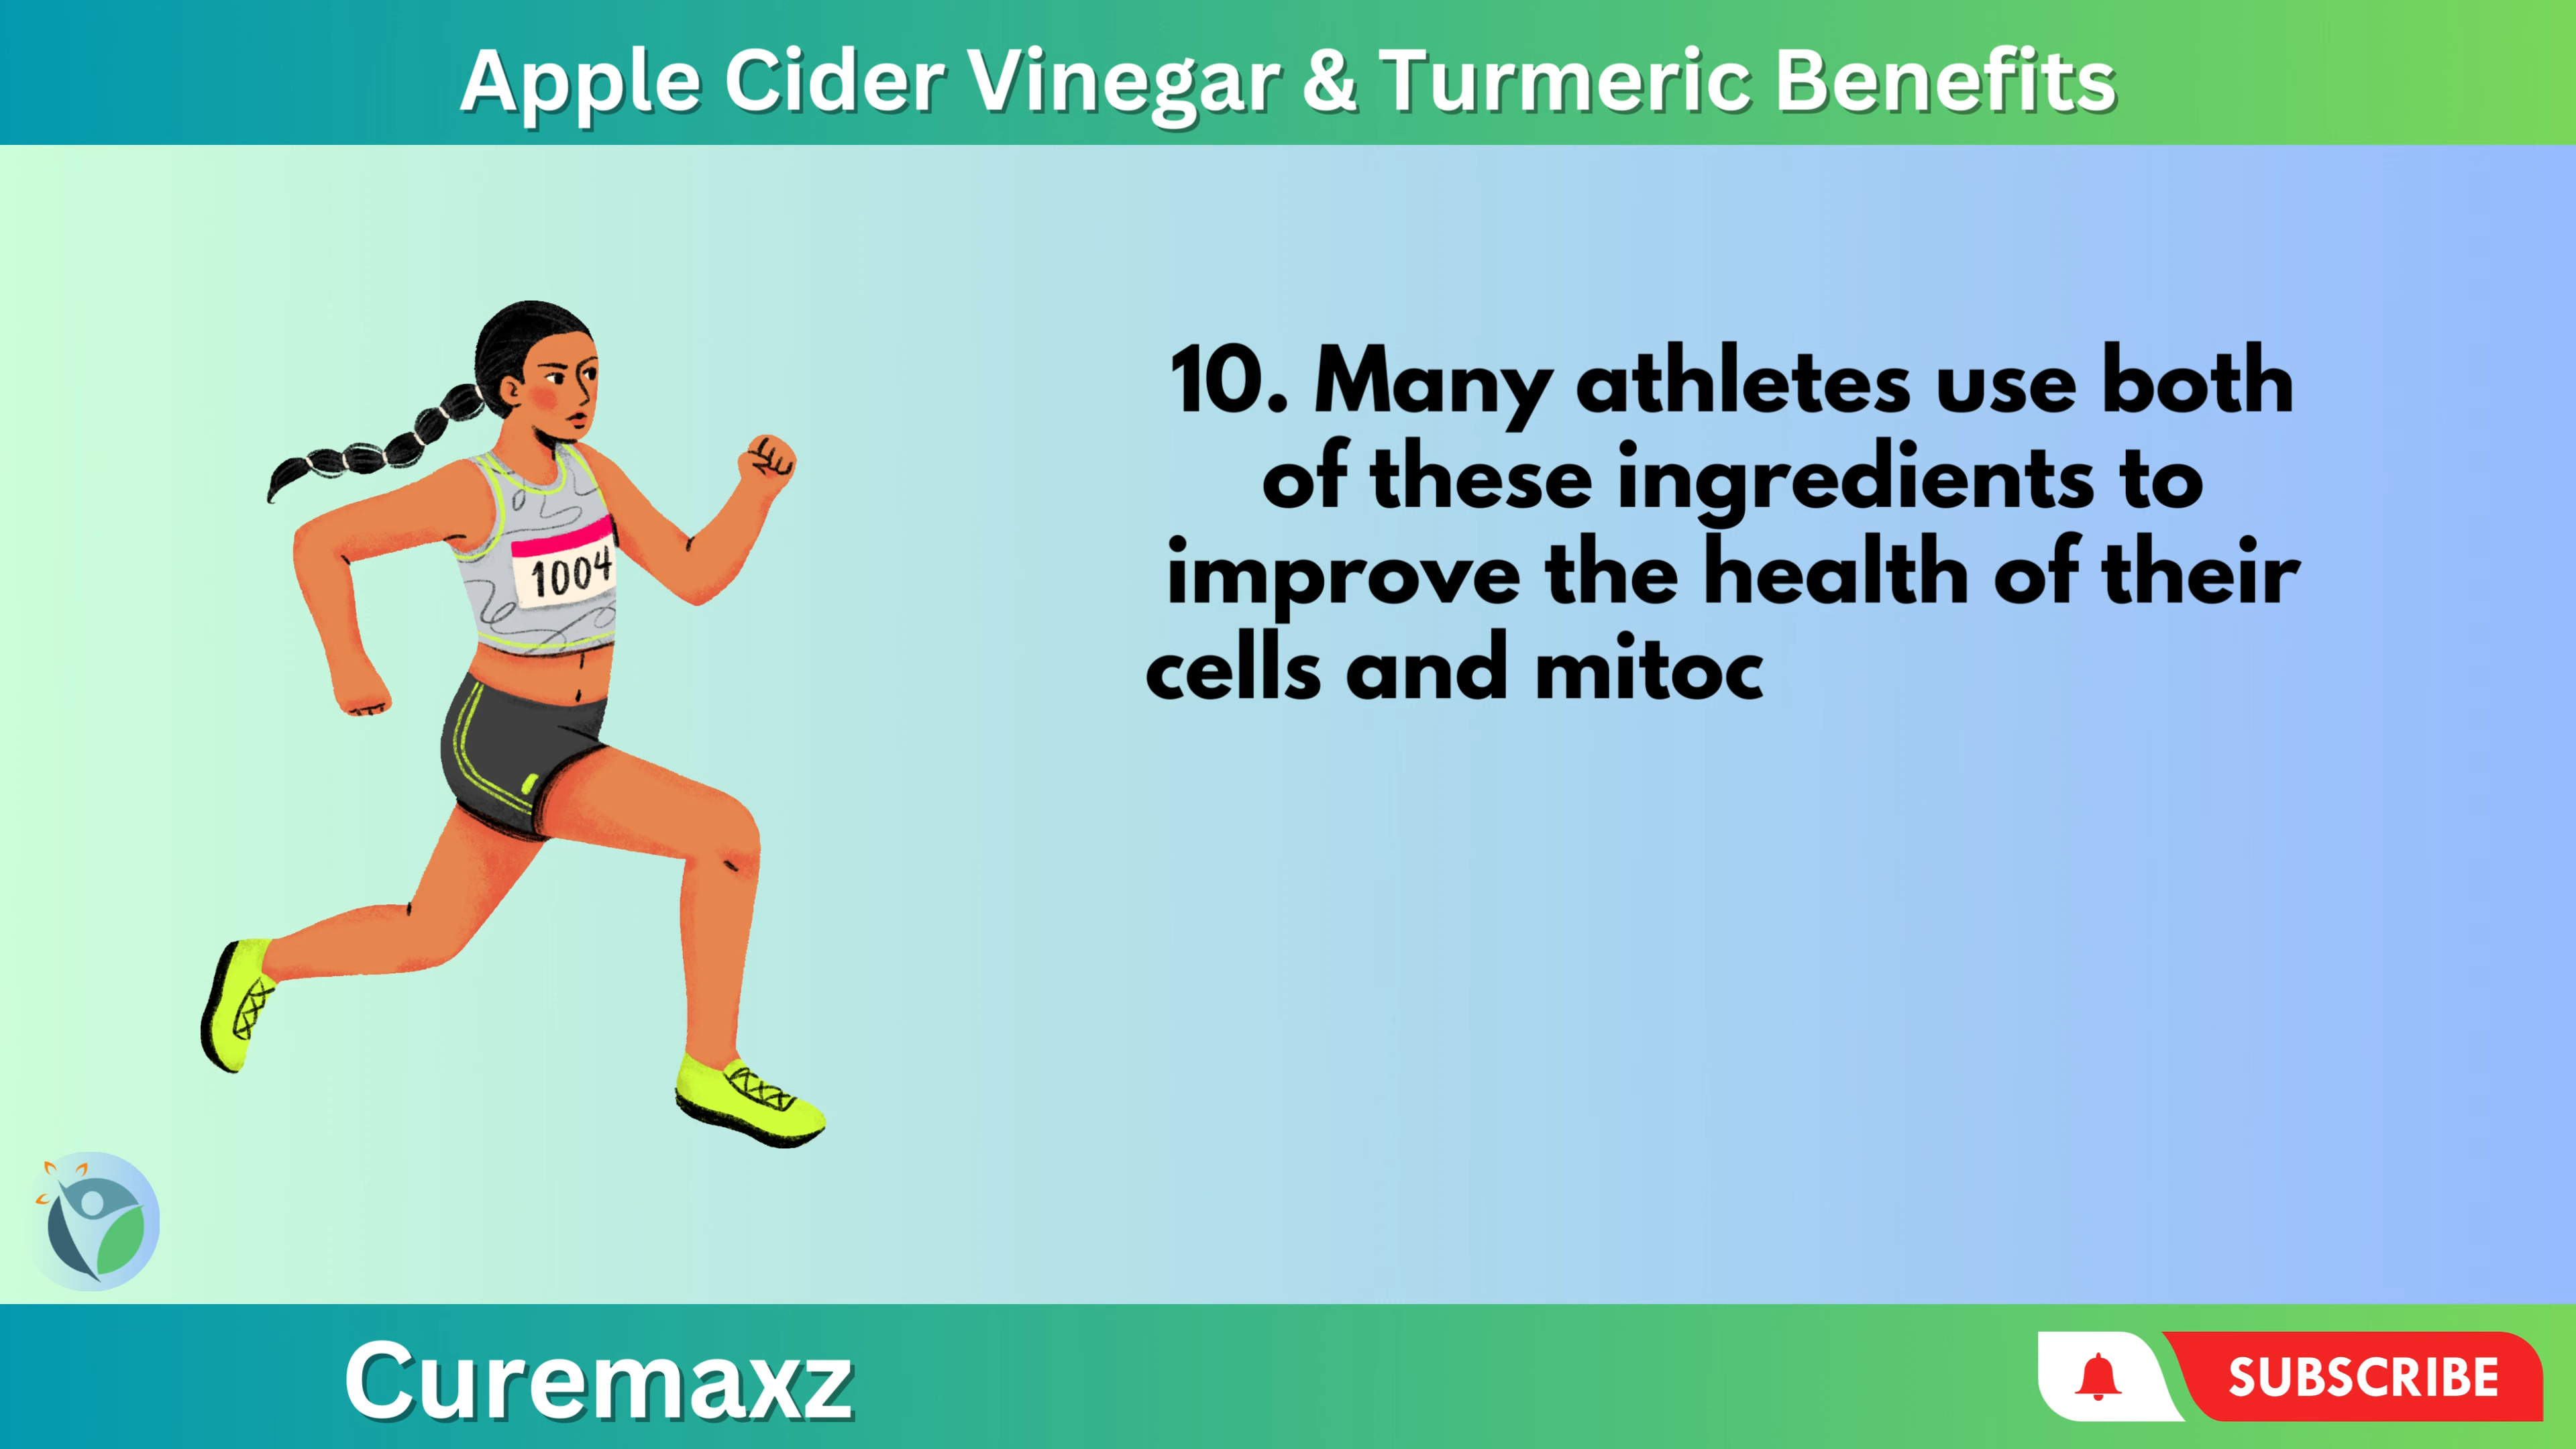 Apple Cider Vinegar & Turmeric Benefits
10. Many athletes use both
of these ingredients to
improve the health of their
cells and mitoc
1004
Curemaxz
SUBSCRIBE